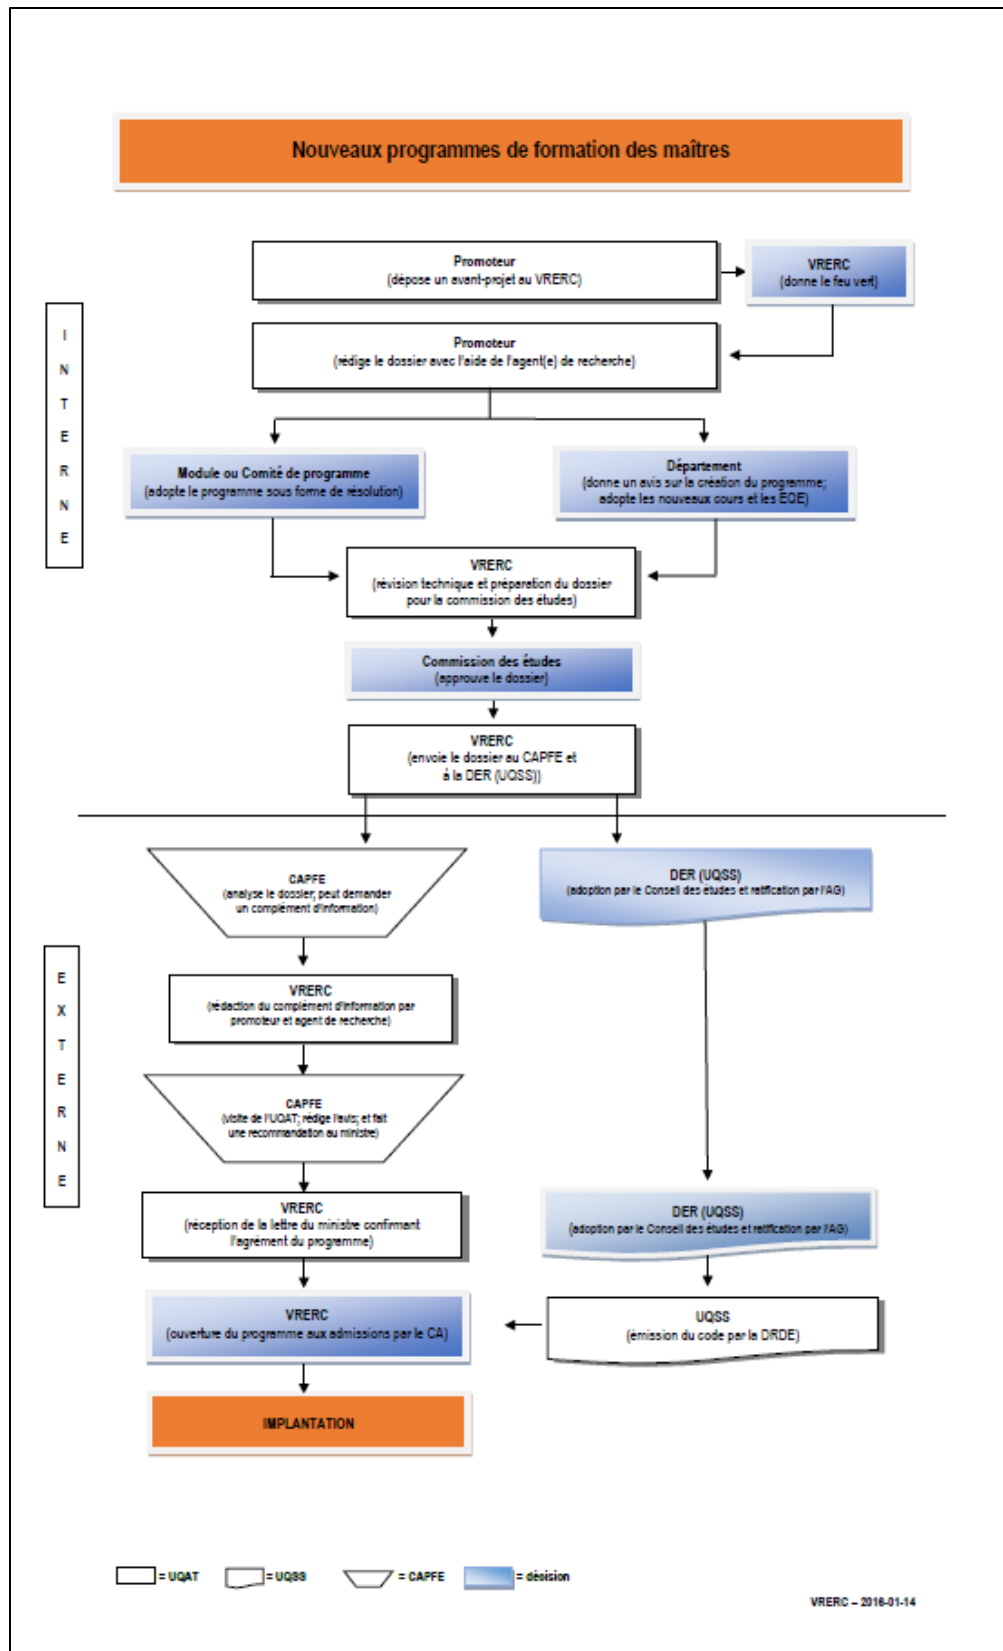 Nouveaux programmes de formation des maîtres
Promoteur
(dépose un avant-projet au VRERC)
VRERC
(donne le feu vert)
I
N
T
E
R
N
E
Promoteur
(rédige le dossier avec l'aide de l'agent(e) de recherche)
Module ou Comité de programme
(adopte le programme sous forme de résolution)
Département
(donne un avis sur la création du programme;
adopte les nouveaux cours et les EQE)
VRERC
(révision technique et préparation du dossier
pour la commission des études)
Commission des études
(approuve le dossier)
VRERC
(envoie le dossier au CAPFE et
à la DER (UQSS))
CAPFE
(analyse le dossier; peut demander
un complément d'information)
DER (UQSS)
(adoption par le Conseil des études et ratification par l'AG)
E
X
T
E
R
N
E
VRERC
(rédaction du complément d'information par
promoteur et agent de recherche)
CAPFE
(visite de l'UQAT; rédige l'avis; et fait
une recommandation au ministre)
VRERC
(réception de la lettre du ministre confirmant
l'agrément du programme)
DER (UQSS)
(adoption par le Conseil des études et ratification par l'AG)
VRERC
(ouverture du programme aux admissions par le CA)
UQSS
(émission du code par la DRDE)
IMPLANTATION
= UQAT
= UQSS
= CAPFE
= décision
VRERC – 2016-01-14